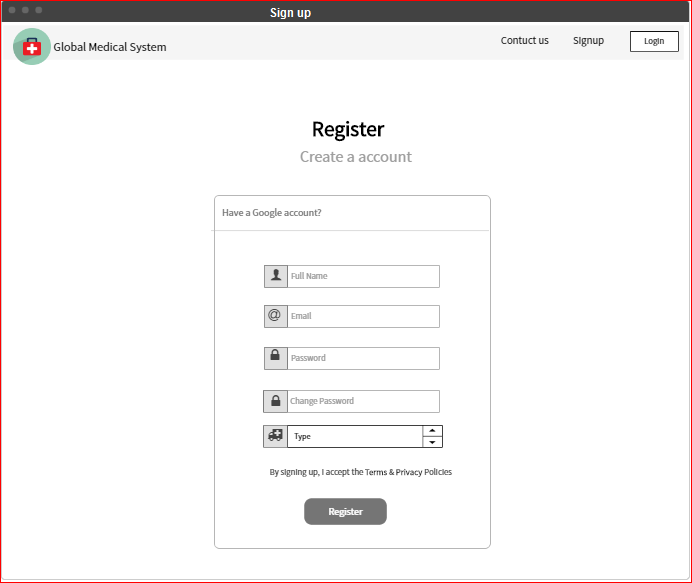 Sign up
Global Medical System
Contuct us
Signup
Login
Register
Create a account
Have a Google account?
Full Name
@
Email
Password
Change Password
Type
By signing up, I accept the Terms & Privacy Policies
Register